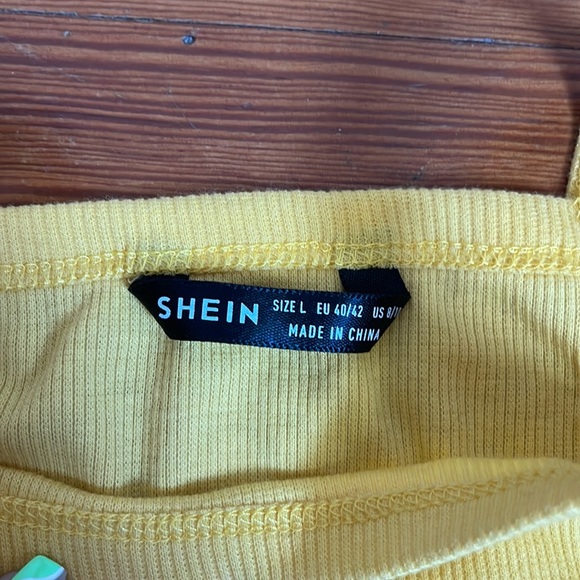 SHEIN SIZE L EU 40/42 US
MADE IN CHINA